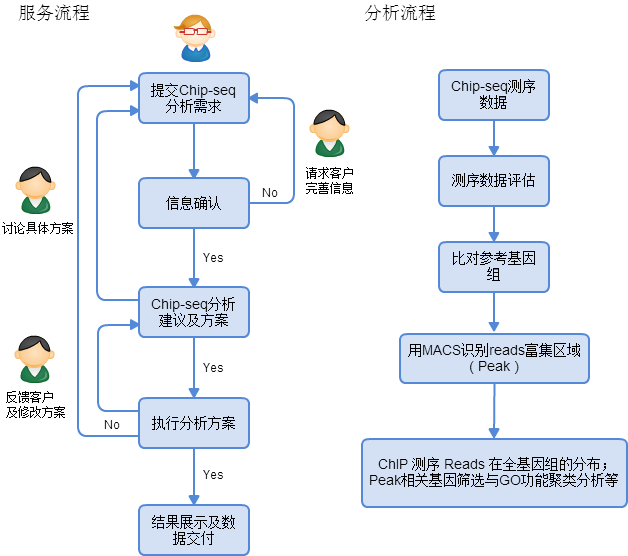 服务流程
提交Chip-seq
分析需求
请求客户
完善信息
No
信息确认
讨论具体方案
Yes
Chip-seq分析
建议及方案
Yes
反馈客户
及修改方案
No
执行分析方案
Yes
结果展示及数
据交付
分析流程
Chip-seq测序
数据
测序数据评估
比对参考基因
组
用MACS识别reads富集区域
(Peak)
ChIP 测序 Reads 在全基因组的分布；
Peak相关基因筛选与GO功能聚类分析等